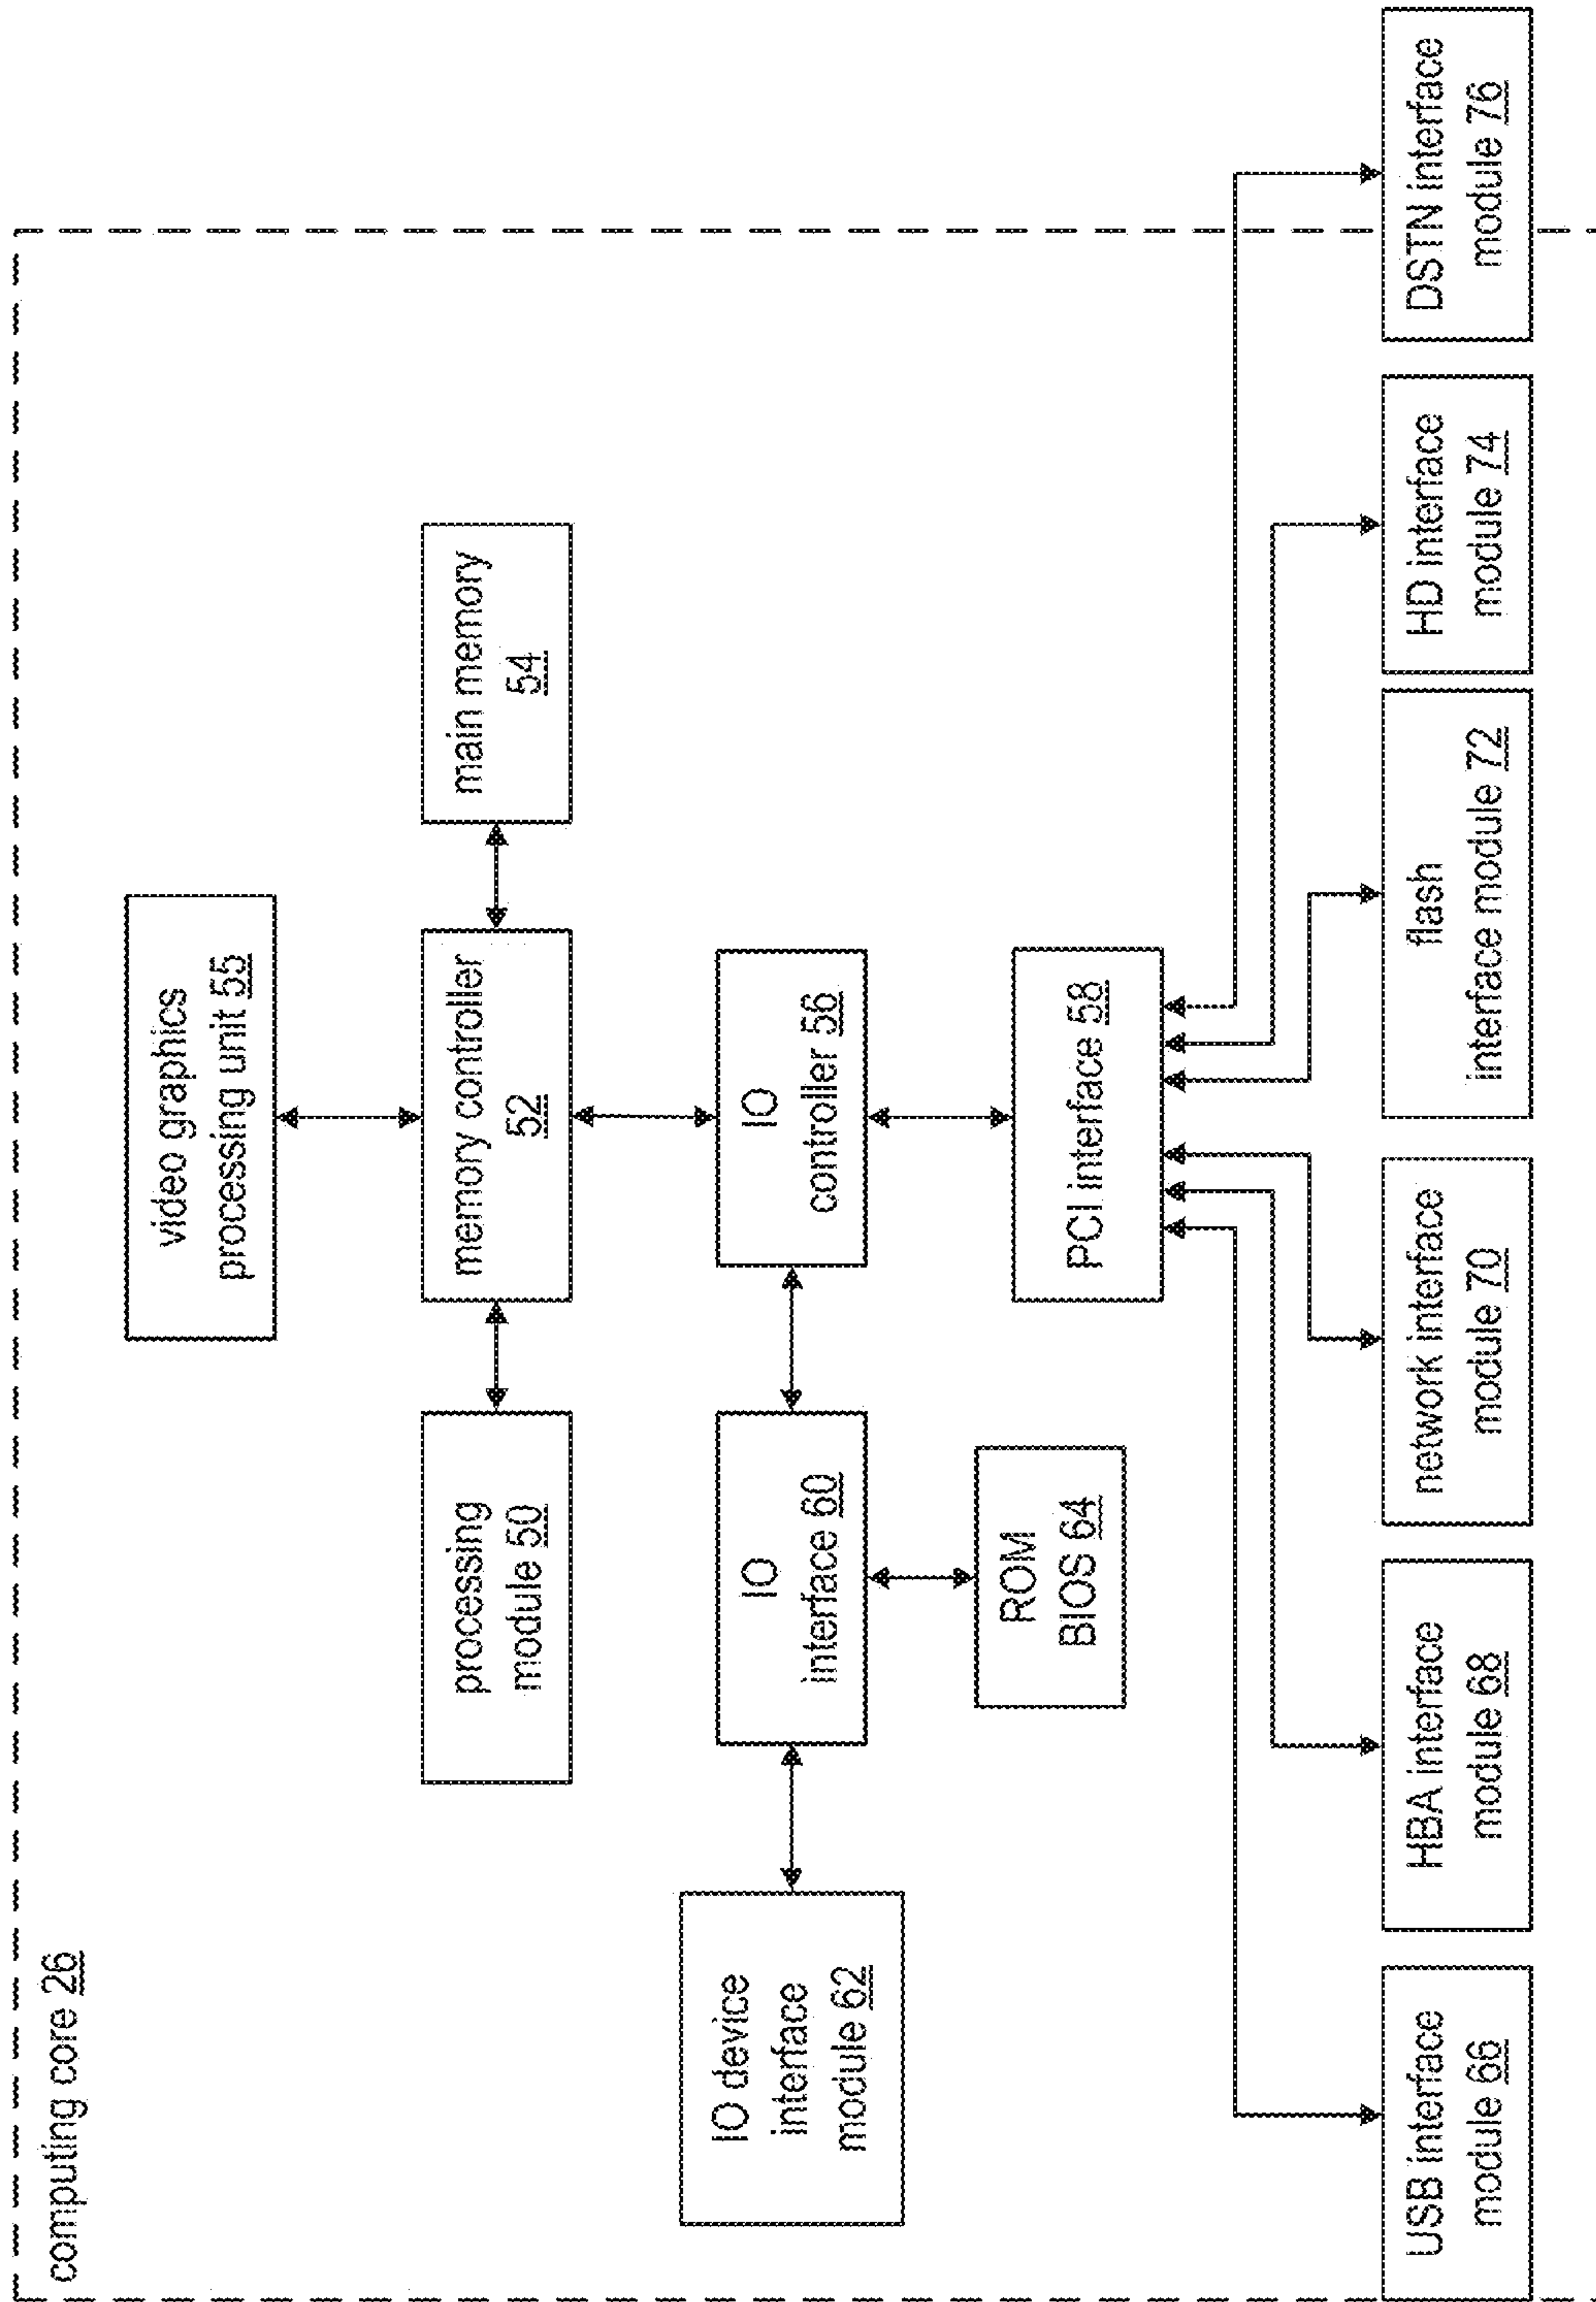 computing core 26
video graphics
processing unit 55
processing
module 50
memory controller
52
main memory
54
IO device
interface
module 62
IO
interface 60
IO
controller 56
ROM
BIOS 64
PCI interface 58
USB interface
module 66
HBA interface
module 68
network interface
module 70
flash
interface module 72
HD interface
module 74
DSTN interface
module 76